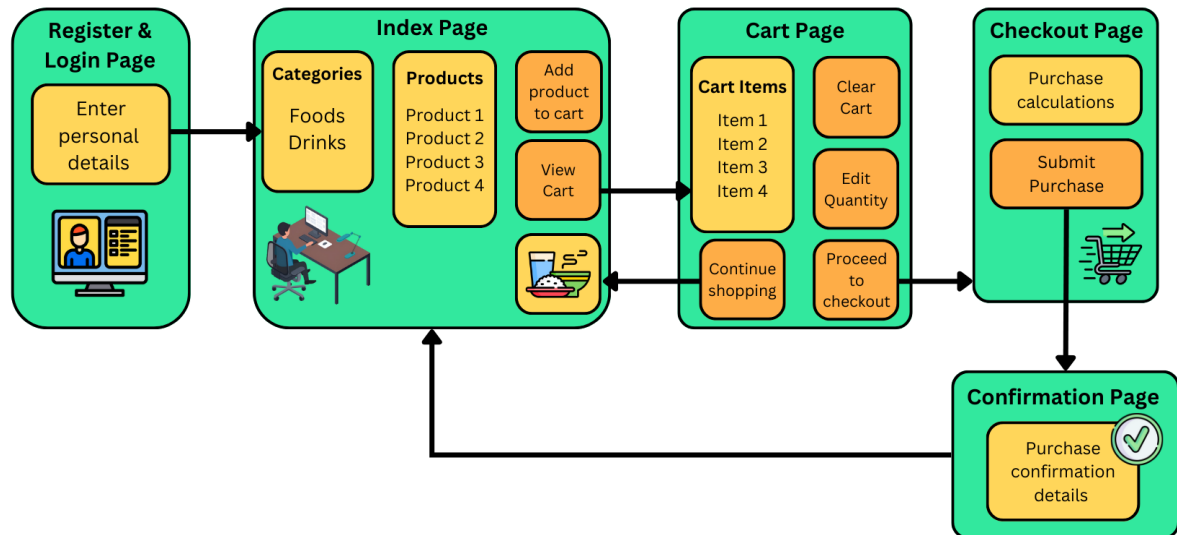 Register &
Login Page
Enter
personal
details
Index Page
Categories
Foods
Drinks
Products
Product 1
Product 2
Product 3
Product 4
Add
product
to cart
View
Cart
Cart Page
Cart Items
Item 1
Item 2
Item 3
Item 4
Clear
Cart
Edit
Quantity
Continue
shopping
Proceed
to
checkout
Checkout Page
Purchase
calculations
Submit
Purchase
Confirmation Page
Purchase
confirmation
details